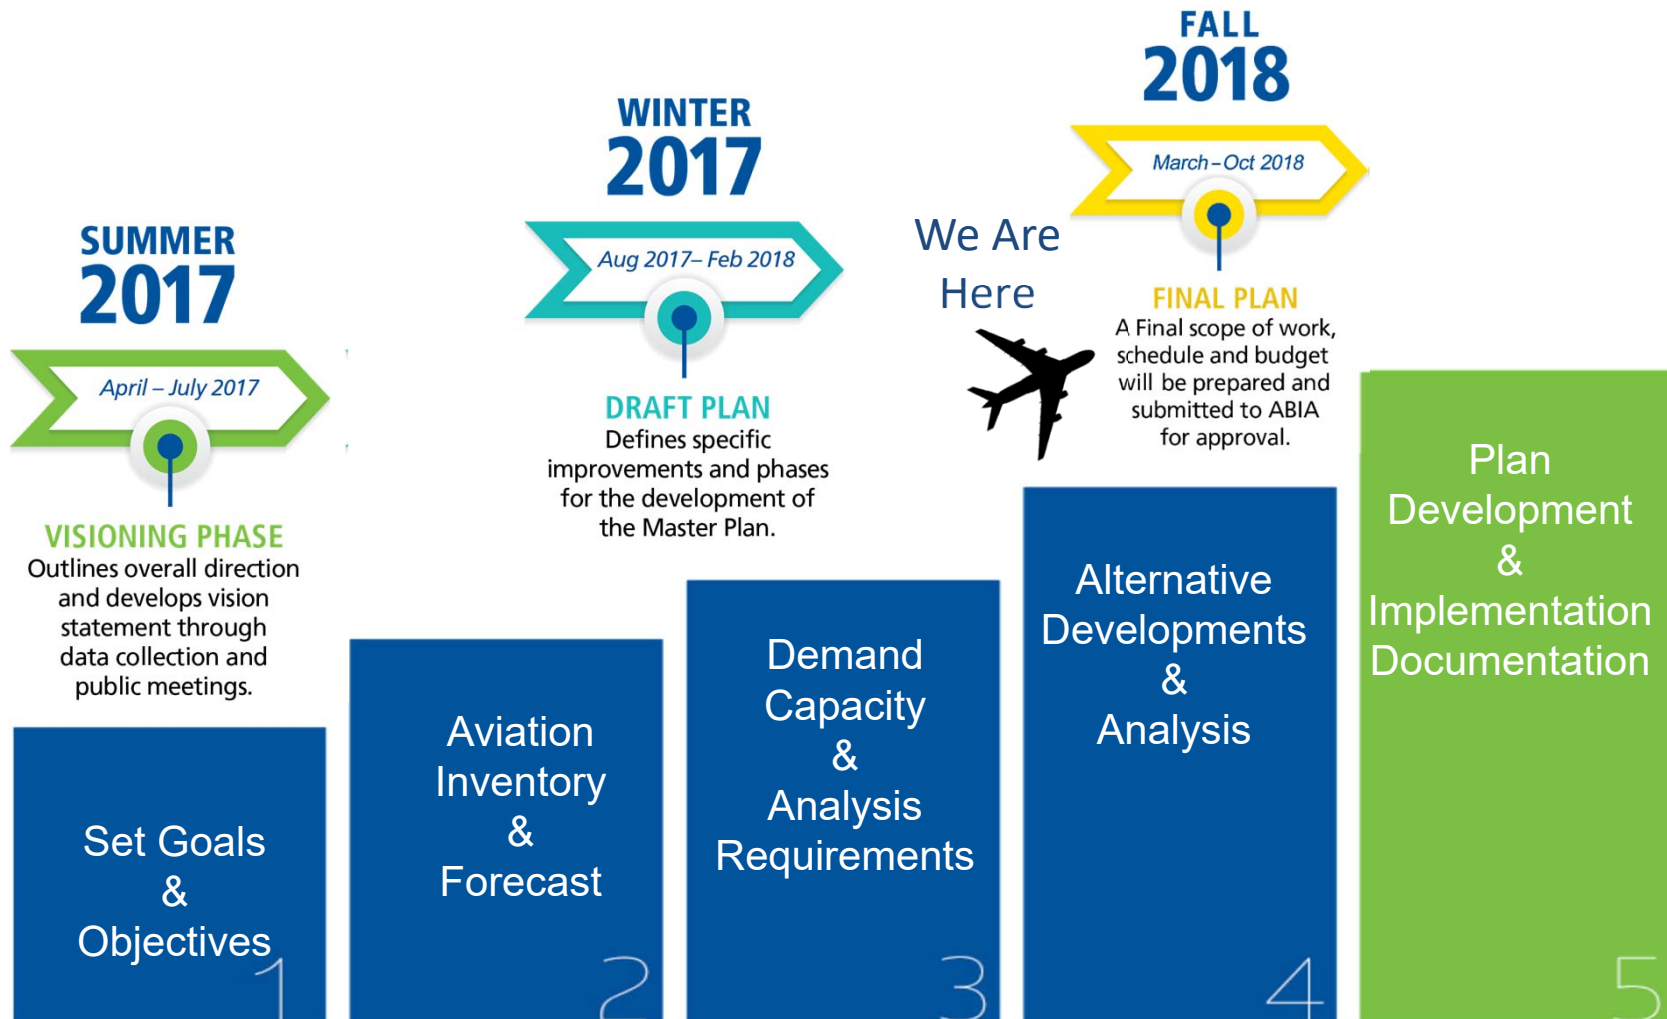 SUMMER
2017
April – July 2017
VISIONING PHASE
Outlines overall direction
and develops vision
statement through
data collection and
public meetings.
WINTER
2017
Aug 2017– Feb 2018
DRAFT PLAN
Defines specific
improvements and phases
for the development of
the Master Plan.
We Are
Here
FALL
2018
March – Oct 2018
FINAL PLAN
A Final scope of work,
schedule and budget
will be prepared and
submitted to ABIA
for approval.
Set Goals
&
Objectives
1
Aviation
Inventory
&
Forecast
2
Demand
Capacity
&
Analysis
Requirements
3
Alternative
Developments
&
Analysis
4
Plan
Development
&
Implementation
Documentation
5